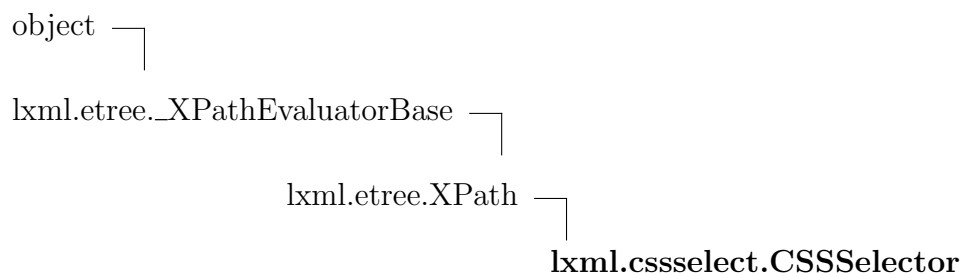 object
lxml.etree._XPathEvaluatorBase
lxml.etree.XPath
lxml.cssselect.CSSSelector